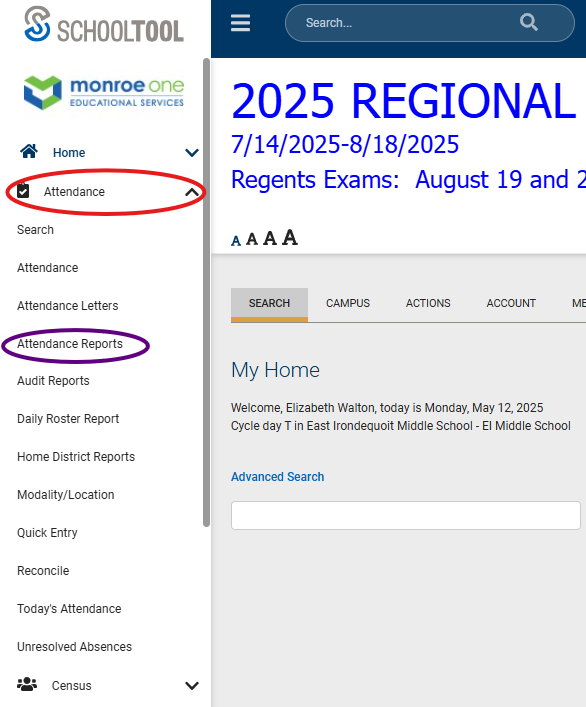 SCHOOLTOOL
monroe one
EDUCATIONAL SERVICES
Home
Attendance
Search
Attendance
Attendance Letters
Attendance Reports
Audit Reports
Daily Roster Report
Home District Reports
Modality/Location
Quick Entry
Reconcile
Today's Attendance
Unresolved Absences
Census
Search...
2025 REGIONAL
7/14/2025-8/18/2025
Regents Exams: August 19 and 2
A A A A
SEARCH CAMPUS ACTIONS ACCOUNT ME
My Home
Welcome, Elizabeth Walton, today is Monday, May 12, 2025
Cycle day T in East Irondequoit Middle School - EI Middle School
Advanced Search